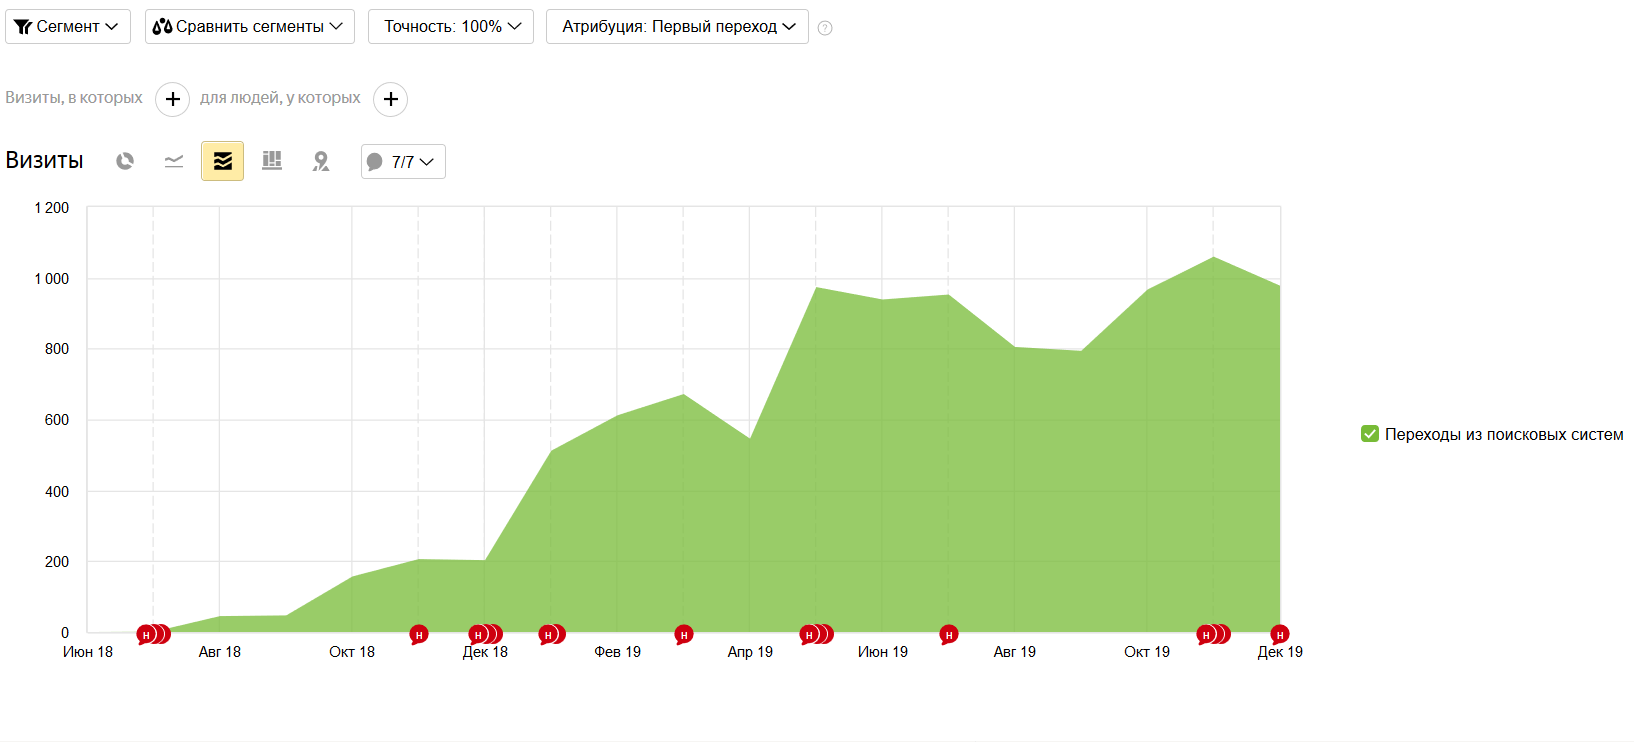 Сегмент Сравнить сегменты Точность: 100% Атрибуция: Первый переход ?
Визиты, в которых + для людей, у которых +
Визиты 7/7
1 200
1 000
800
600
400
200
0
Переходы из поисковых систем
н н н н н н н н н
Июн 18 Авг 18 Окт 18 Дек 18 Фев 19 Апр 19 Июн 19 Авг 19 Окт 19 Дек 19